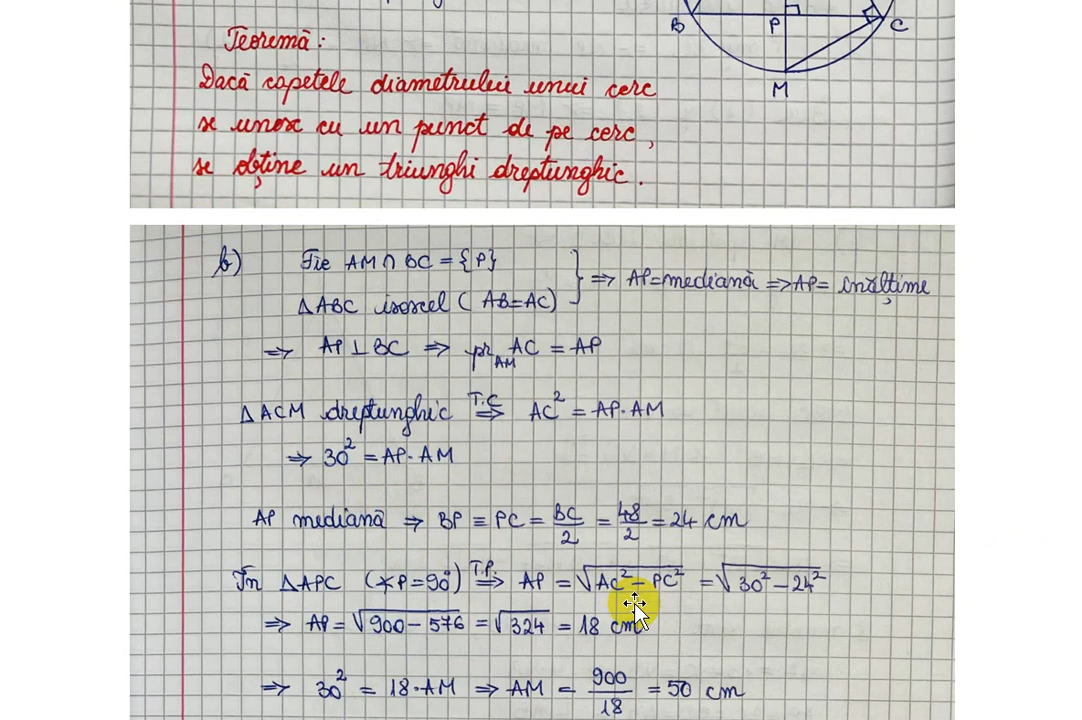 B P C
M
Teoremă:
Dacă capetele diametrului unui cerc
se unesc cu un punct de pe cerc,
se obține un triunghi dreptunghic.
b) Fie AM ∩ BC = {P}
ΔABC isoscel (AB=AC) } ⇒ AP=mediană ⇒ AP= înălțime
⇒ AP ⊥ BC ⇒ pr_AM AC = AP
ΔACM dreptunghic T.C ⇒ AC² = AP · AM
⇒ 30² = AP · AM
AP mediană ⇒ BP ≡ PC = BC/2 = 48/2 = 24 cm
În ΔAPC (∢P=90°) T.P. ⇒ AP = √AC² - PC² = √30² - 24²
⇒ AP = √900 - 576 = √324 = 18 cm
⇒ 30² = 18 · AM ⇒ AM = 900/18 = 50 cm